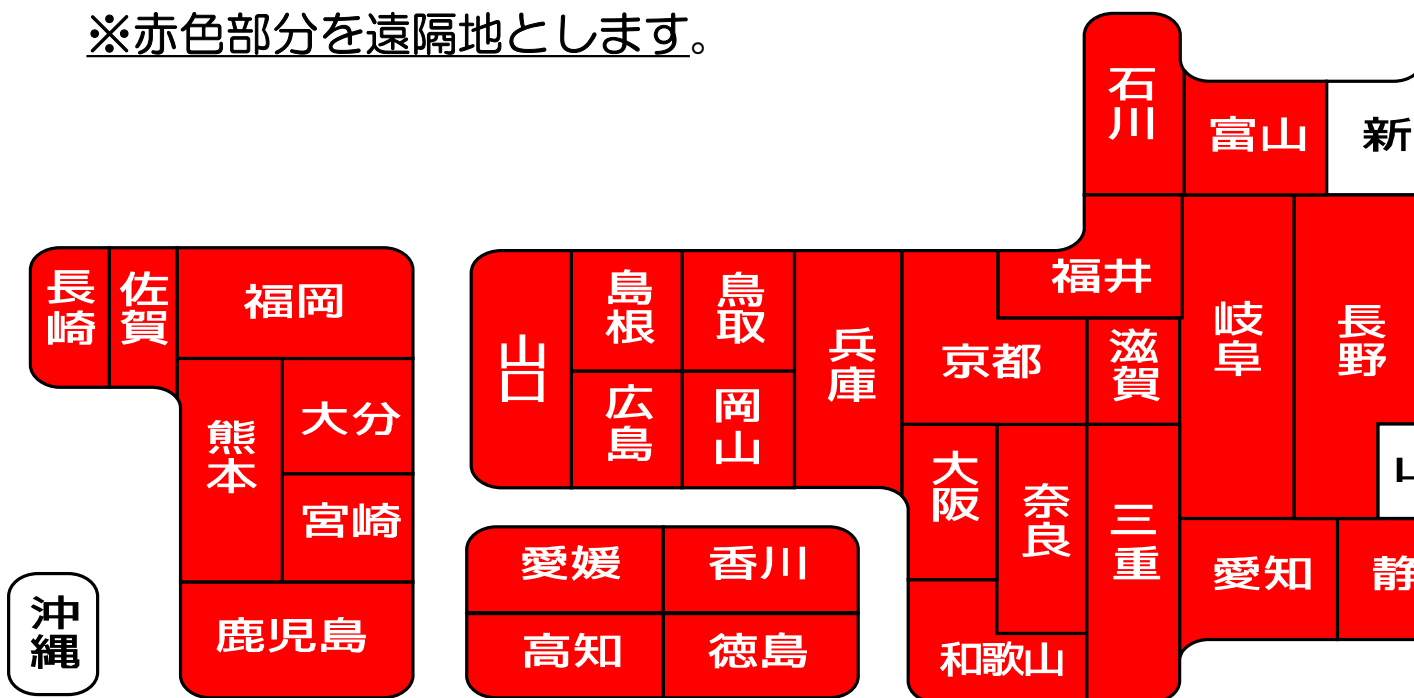 ※赤色部分を遠隔地とします。
石川
富山
新
長崎
佐賀
福岡
熊本
大分
宮崎
鹿児島
沖縄
山口
島根
鳥取
広島
岡山
兵庫
京都
福井
滋賀
岐阜
長野
大阪
奈良
三重
和歌山
愛知
静
愛媛
香川
高知
徳島